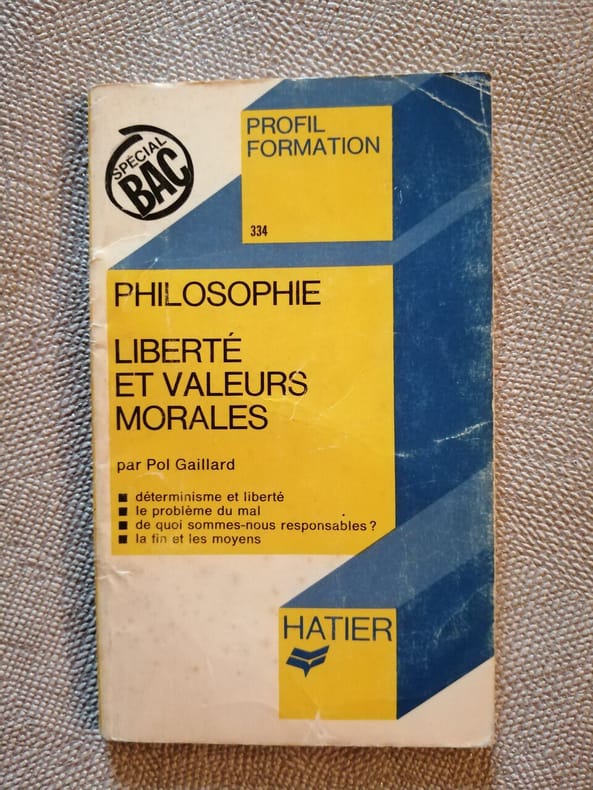 SPÉCIAL
BAC
PROFIL
FORMATION
334
PHILOSOPHIE
LIBERTÉ
ET VALEURS
MORALES
par Pol Gaillard
■ déterminisme et liberté
■ le problème du mal
■ de quoi sommes-nous responsables ?
■ la fin et les moyens
HATIER